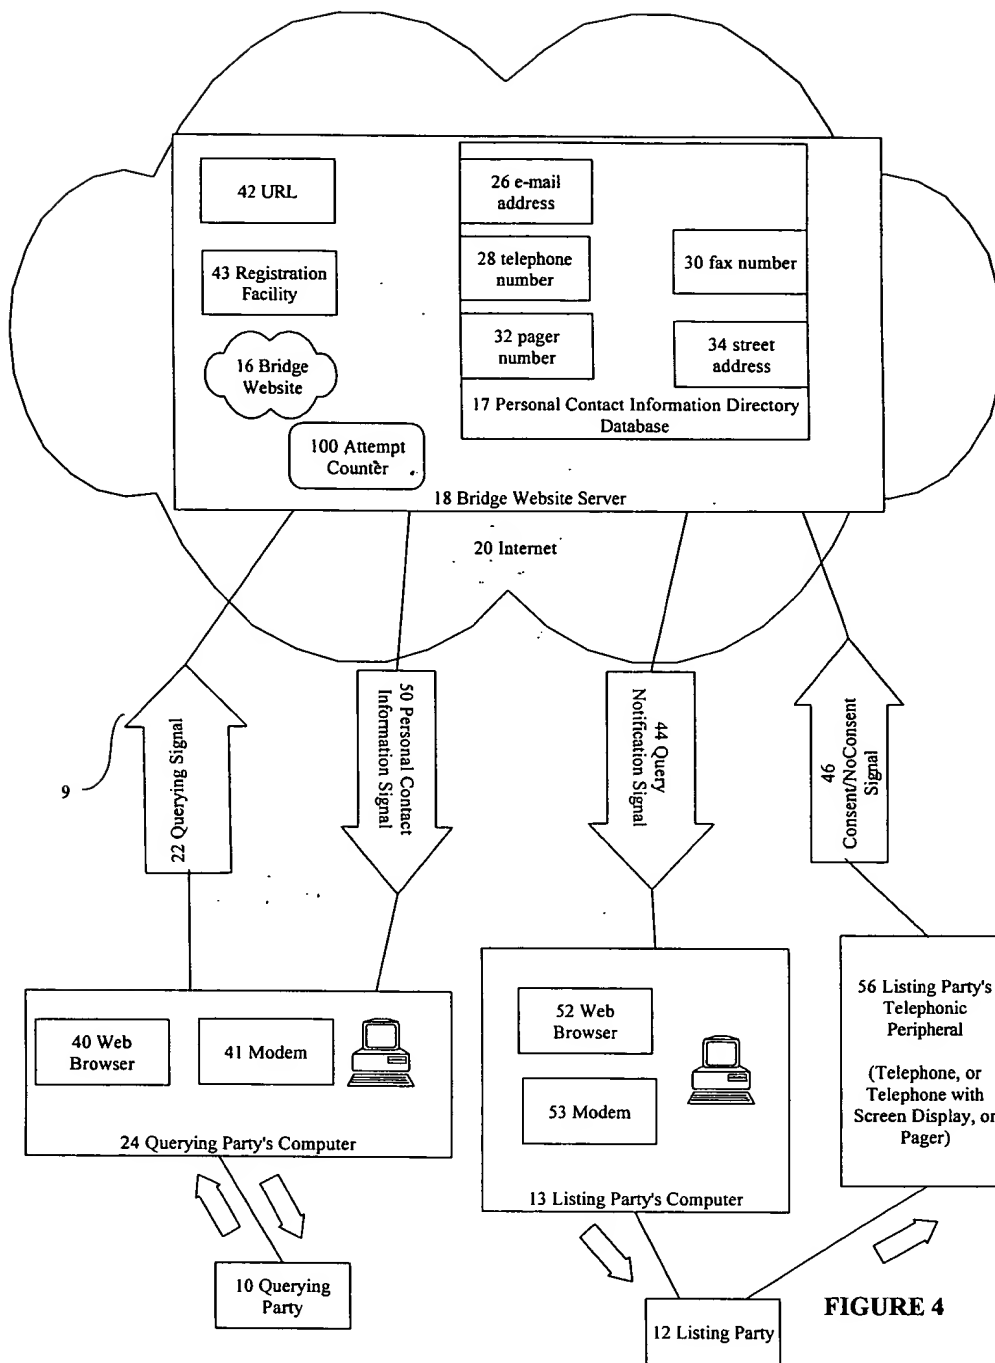 42 URL
26 e-mail
address
43 Registration
Facility
28 telephone
number
30 fax number
16 Bridge
Website
32 pager
number
34 street
address
17 Personal Contact Information Directory
Database
100 Attempt
Counter
18 Bridge Website Server
20 Internet
9
22 Querying Signal
50 Personal Contact
Information Signal
44 Query
Notification Signal
46
Consent/NoConsent
Signal
40 Web
Browser
41 Modem
24 Querying Party's Computer
52 Web
Browser
53 Modem
13 Listing Party's Computer
56 Listing Party's
Telephonic
Peripheral
(Telephone, or
Telephone with
Screen Display, or
Pager)
10 Querying
Party
12 Listing Party
FIGURE 4